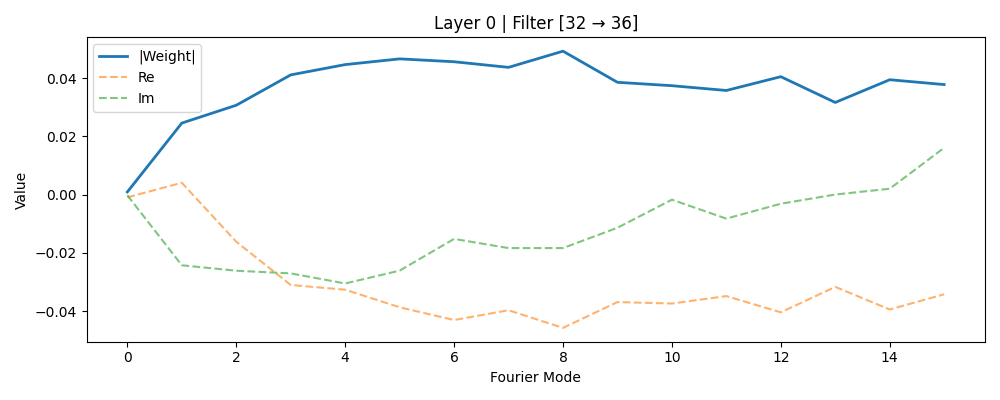 Layer 0 | Filter [32 → 36]
|Weight|
Re
Im
Value
0.04
0.02
0.00
−0.02
−0.04
0 2 4 6 8 10 12 14
Fourier Mode